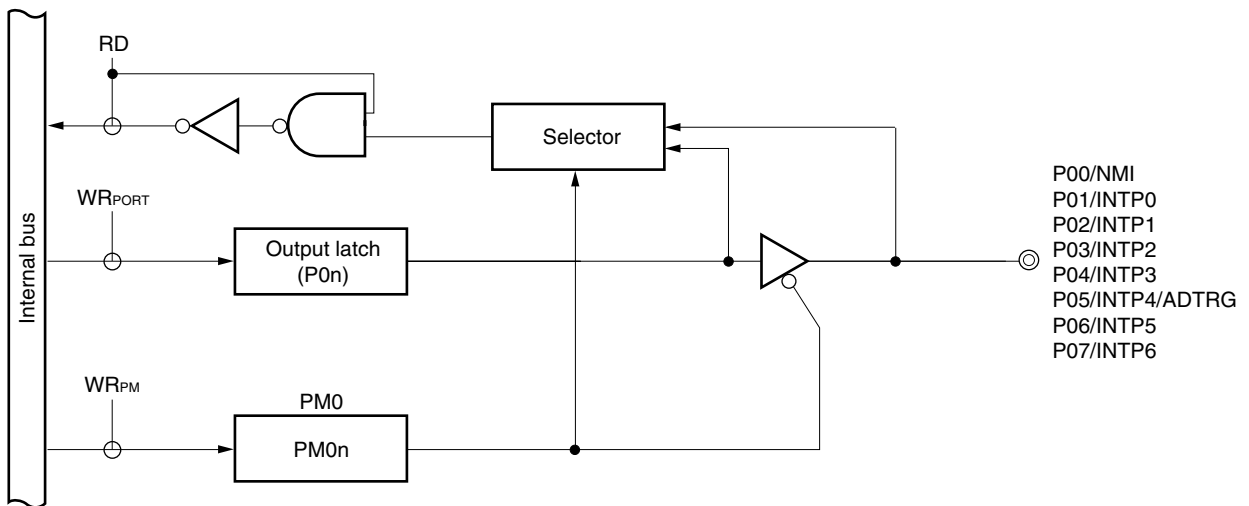 RD
Selector
WRPORT
Internal bus
Output latch
(P0n)
WRPM
PM0
PM0n
P00/NMI
P01/INTP0
P02/INTP1
P03/INTP2
P04/INTP3
P05/INTP4/ADTRG
P06/INTP5
P07/INTP6